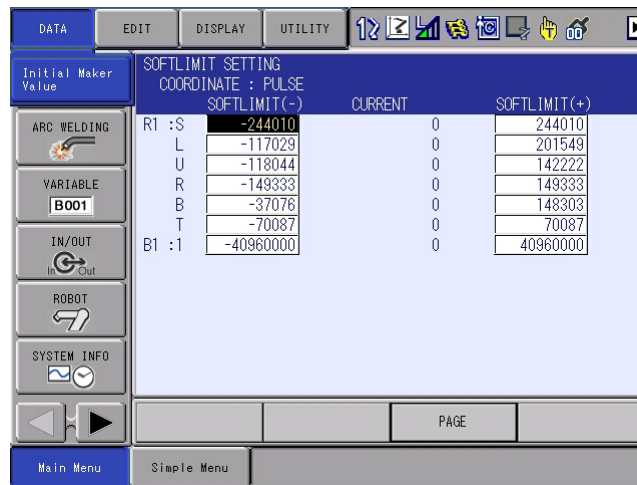 DATA EDIT DISPLAY UTILITY
Initial Maker
Value
SOFTLIMIT SETTING
COORDINATE : PULSE
SOFTLIMIT(-) CURRENT SOFTLIMIT(+)
R1 :S -244010 0 244010
L -117029 0 201549
U -118044 0 142222
R -149333 0 149333
B -37076 0 148303
T -70087 0 70087
B1 :1 -40960000 0 40960000
ARC WELDING
VARIABLE
B001
IN/OUT
In Out
ROBOT
SYSTEM INFO
PAGE
Main Menu Simple Menu